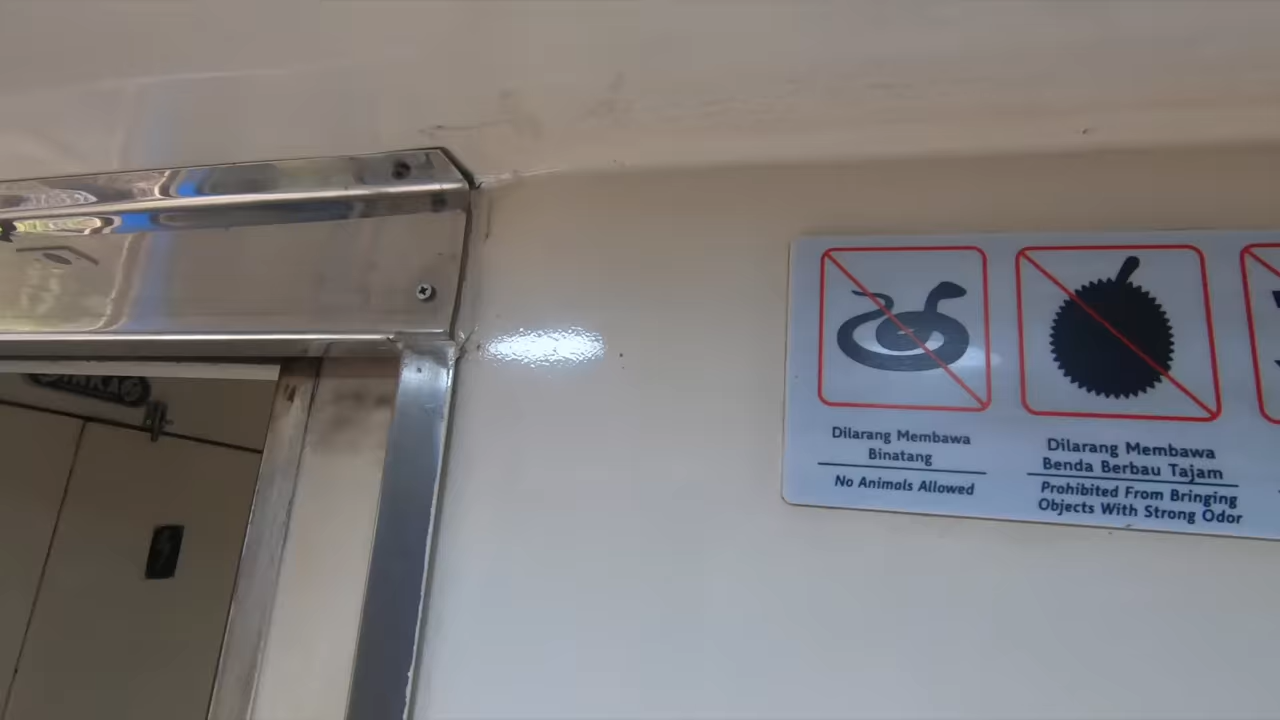 Dilarang Membawa
Binatang
No Animals Allowed
Dilarang Membawa
Benda Berbau Tajam
Prohibited From Bringing
Objects With Strong Odor